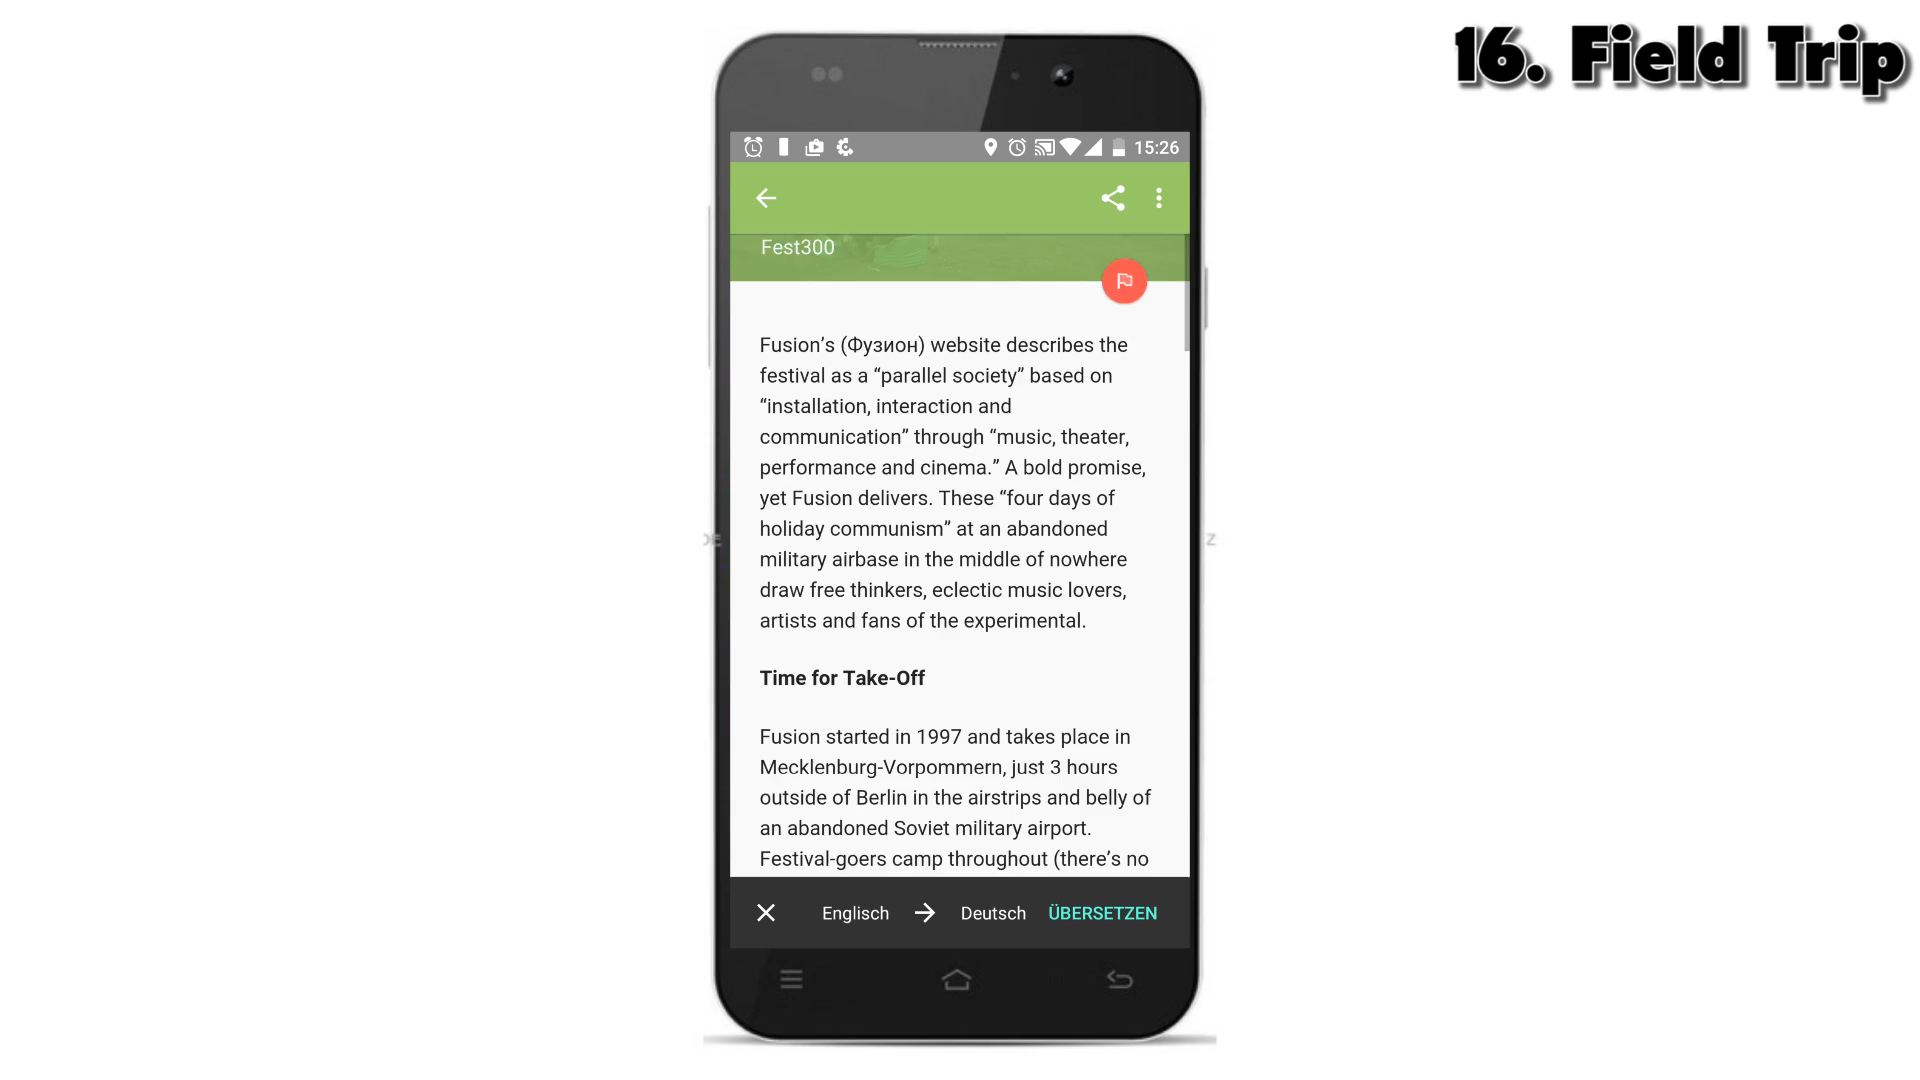 16. Field Trip
15:26
Fest300
Fusion’s (Фузион) website describes the
festival as a “parallel society” based on
“installation, interaction and
communication” through “music, theater,
performance and cinema.” A bold promise,
yet Fusion delivers. These “four days of
holiday communism” at an abandoned
military airbase in the middle of nowhere
draw free thinkers, eclectic music lovers,
artists and fans of the experimental.
Time for Take-Off
Fusion started in 1997 and takes place in
Mecklenburg-Vorpommern, just 3 hours
outside of Berlin in the airstrips and belly of
an abandoned Soviet military airport.
Festival-goers camp throughout (there’s no
Englisch → Deutsch ÜBERSETZEN